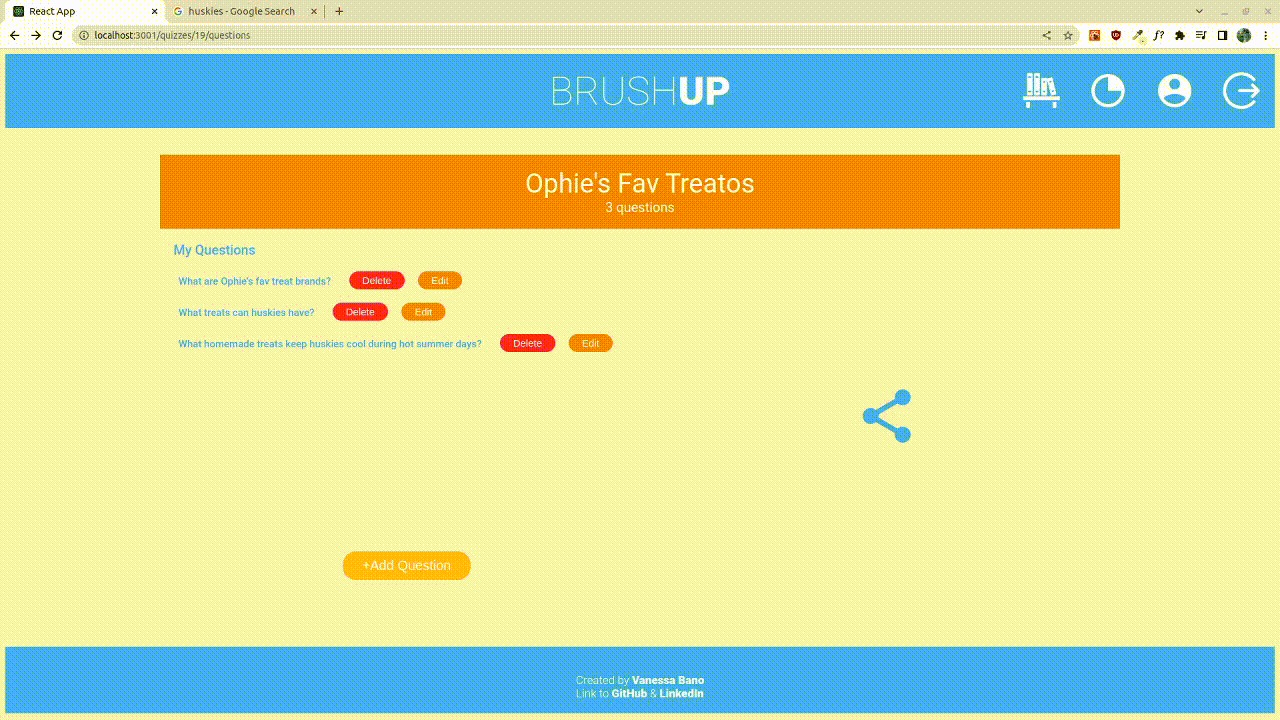 React App
huskies - Google Search
localhost:3001/quizzes/19/questions
f?
BRUSHUP
Ophie's Fav Treatos
3 questions
My Questions
What are Ophie's fav treat brands? Delete Edit
What treats can huskies have? Delete Edit
What homemade treats keep huskies cool during hot summer days? Delete Edit
+Add Question
Created by Vanessa Bano
Link to GitHub & LinkedIn